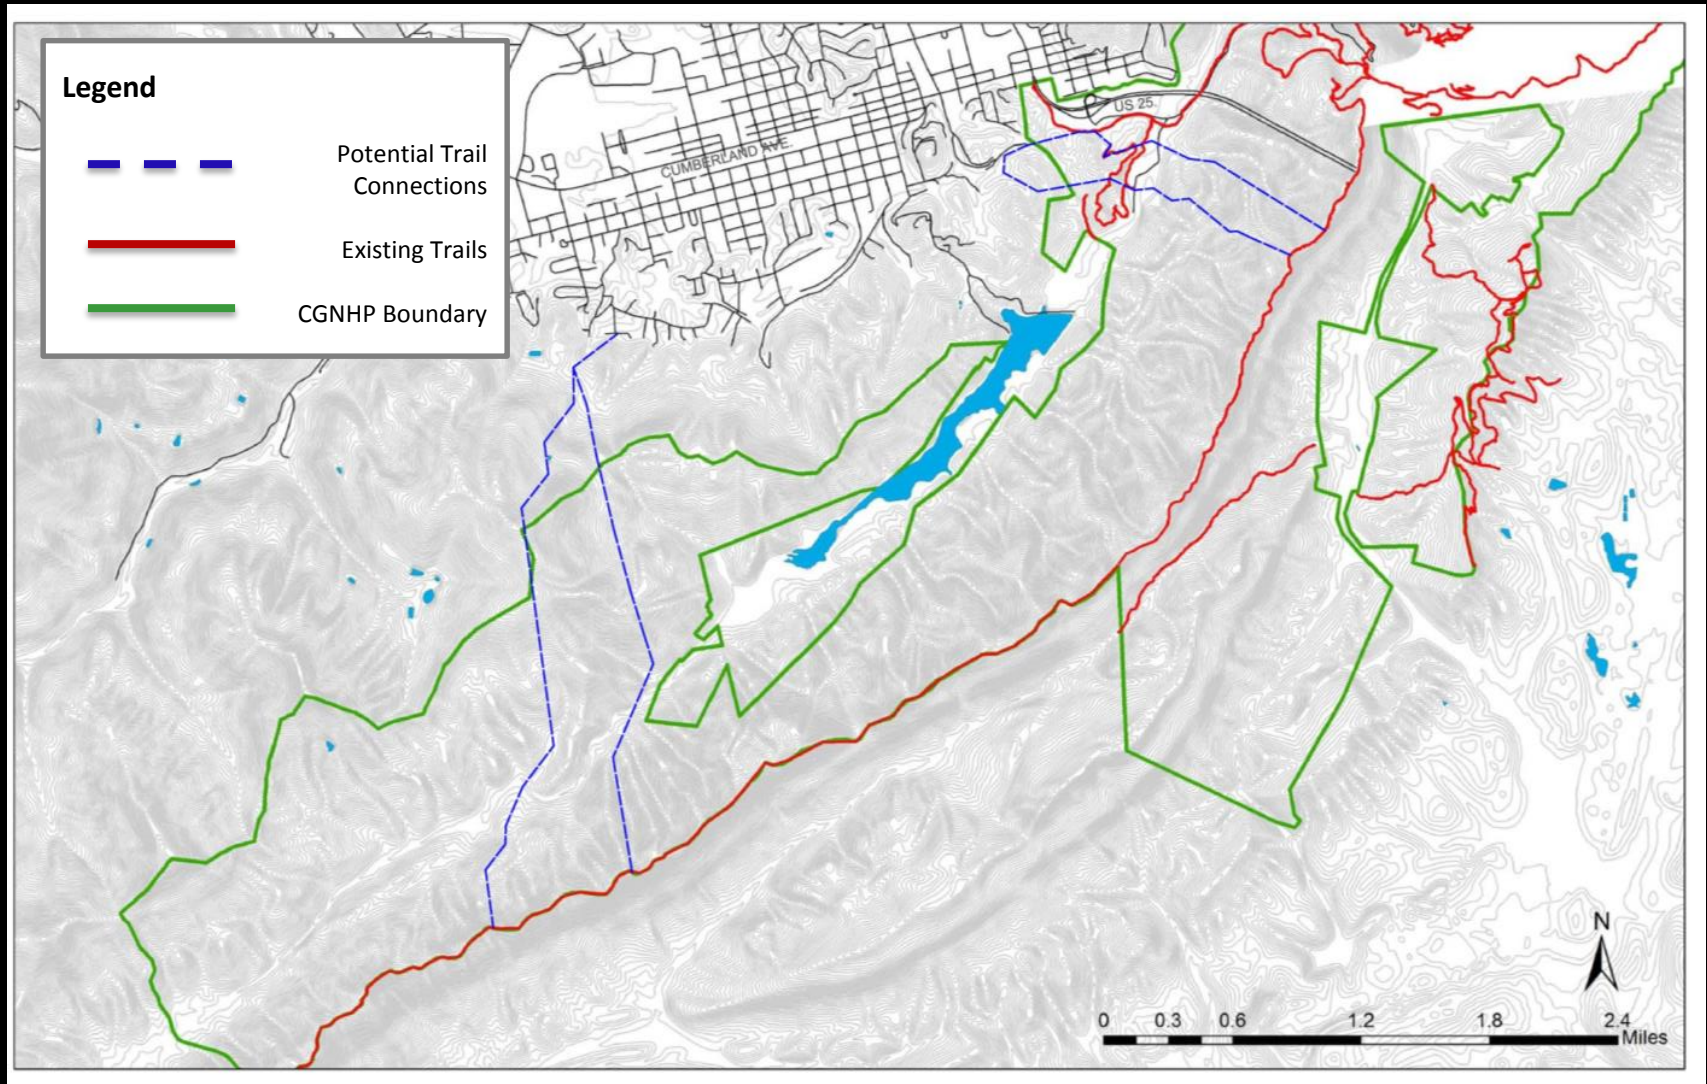 Legend
Potential Trail
Connections
Existing Trails
CGNHP Boundary
US 25
CUMBERLAND AVE.
N
0 0.3 0.6 1.2 1.8 2.4
Miles